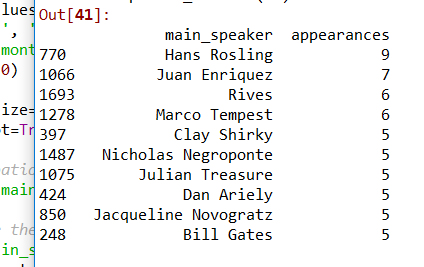 lues
Out[41]:
', '
main_speaker appearances
mont
770 Hans Rosling 9
0)
1066 Juan Enriquez 7
1693 Rives 6
ize=
1278 Marco Tempest 6
ot=Tr
397 Clay Shirky 5
1487 Nicholas Negroponte 5
1075 Julian Treasure 5
atio
424 Dan Ariely 5
main
850 Jacqueline Novogratz 5
the
248 Bill Gates 5
in_s